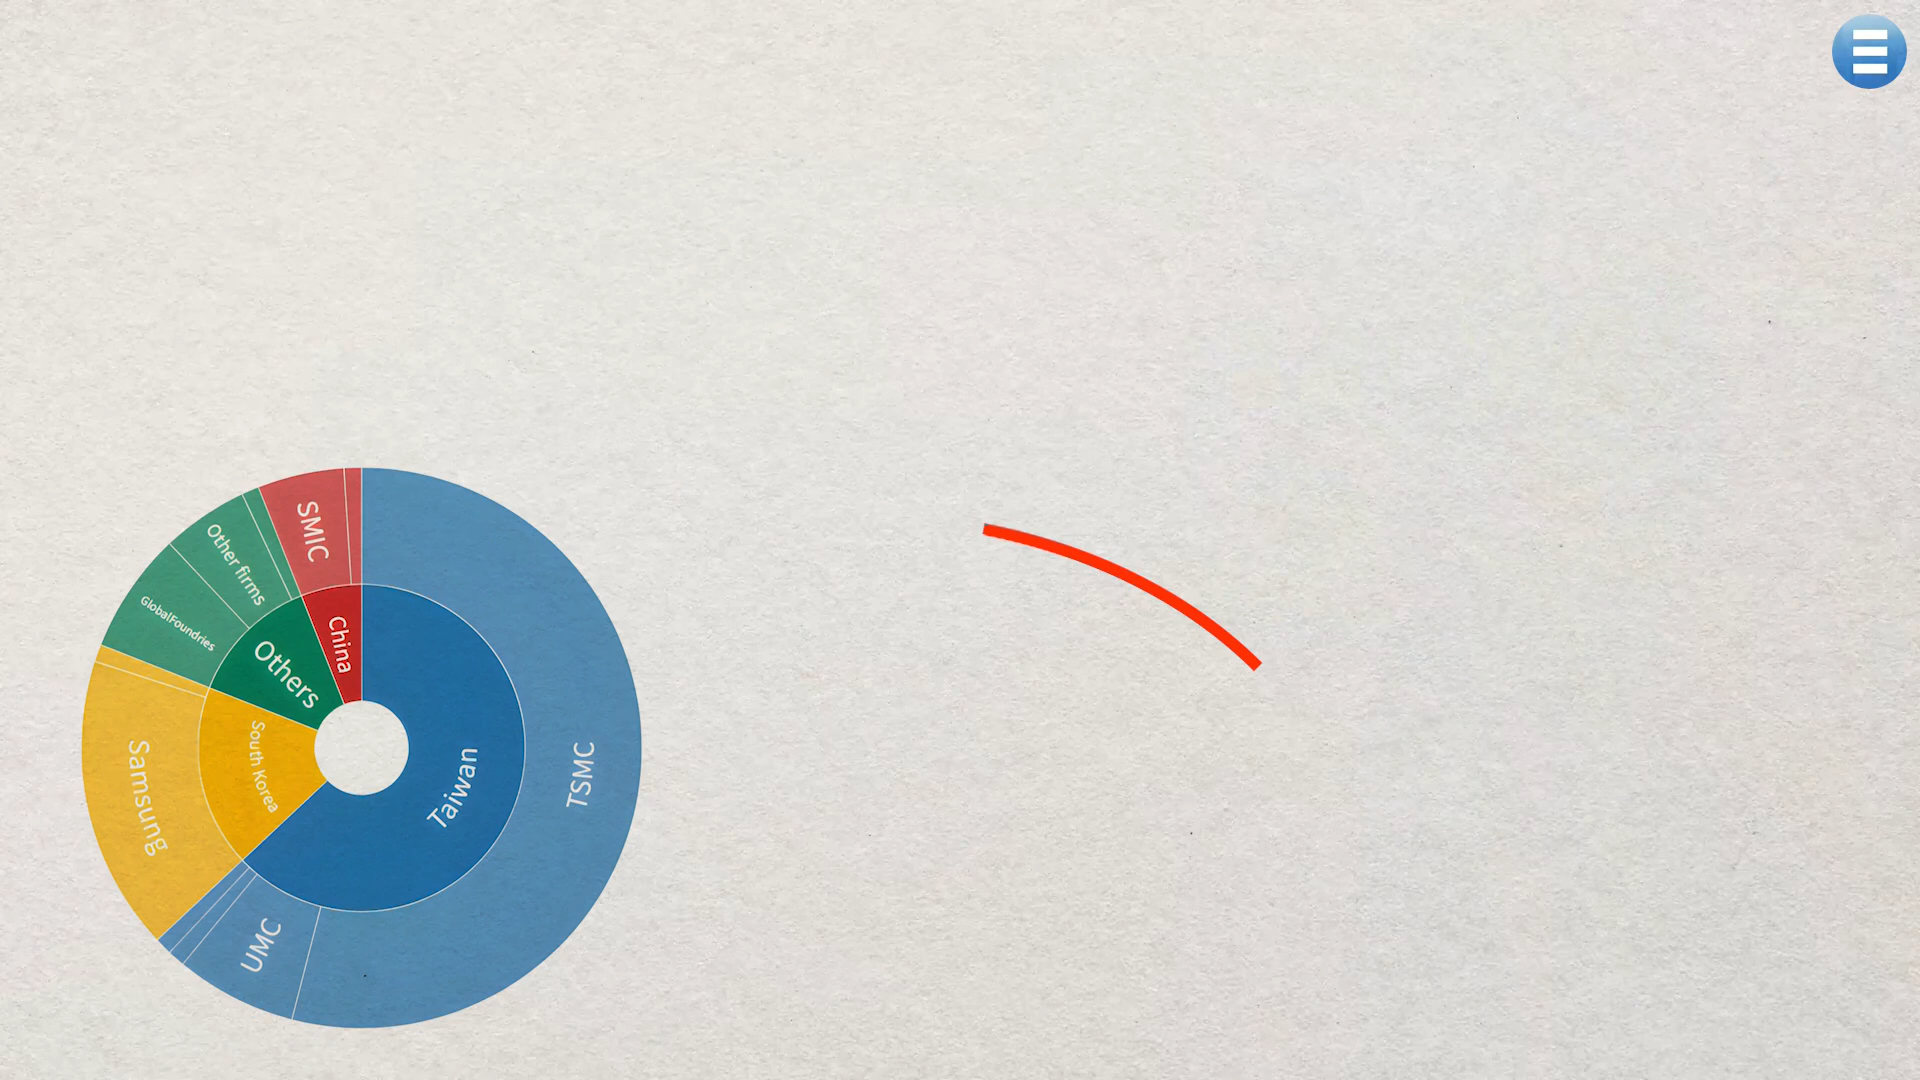 SMIC
Other firms
GlobalFoundries
China
Others
South Korea
Samsung
Taiwan
TSMC
UMC